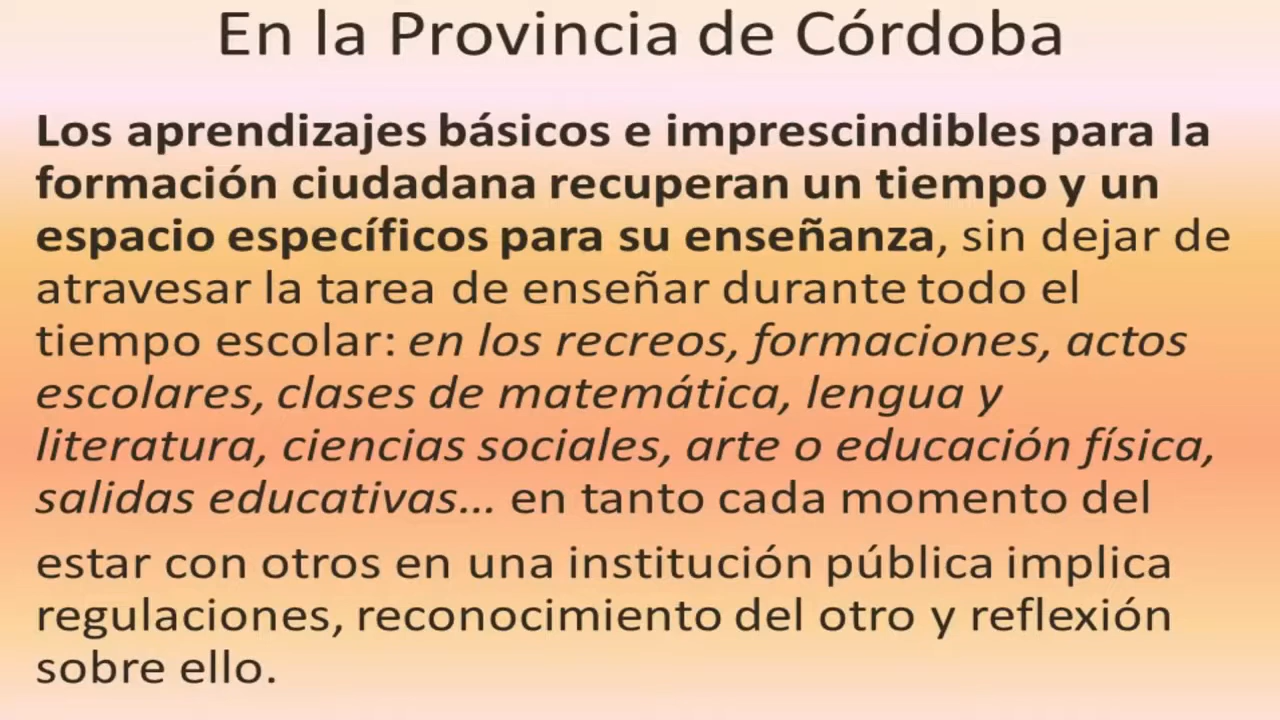 En la Provincia de Córdoba
Los aprendizajes básicos e imprescindibles para la
formación ciudadana recuperan un tiempo y un
espacio específicos para su enseñanza, sin dejar de
atravesar la tarea de enseñar durante todo el
tiempo escolar: en los recreos, formaciones, actos
escolares, clases de matemática, lengua y
literatura, ciencias sociales, arte o educación física,
salidas educativas... en tanto cada momento del
estar con otros en una institución pública implica
regulaciones, reconocimiento del otro y reflexión
sobre ello.